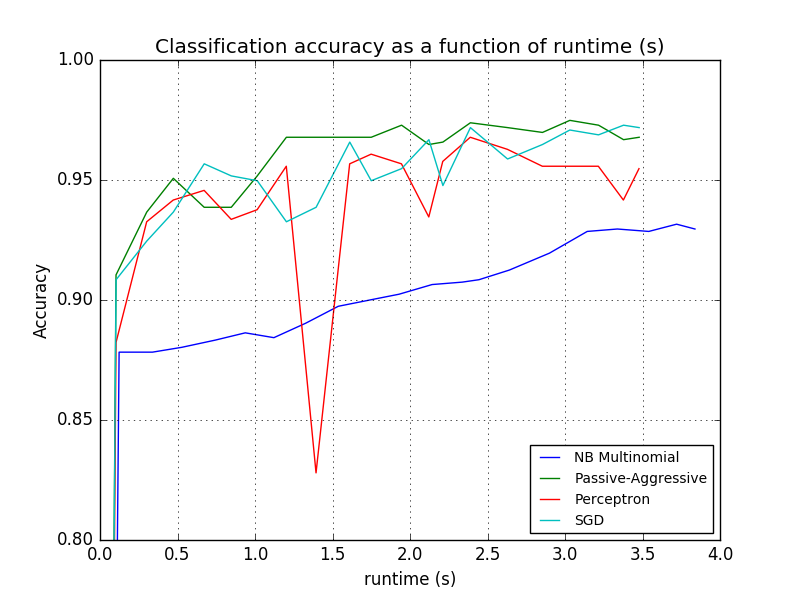 Classification accuracy as a function of runtime (s)
1.00
0.95
0.90
0.85
0.80
Accuracy
NB Multinomial
Passive-Aggressive
Perceptron
SGD
0.0 0.5 1.0 1.5 2.0 2.5 3.0 3.5 4.0
runtime (s)